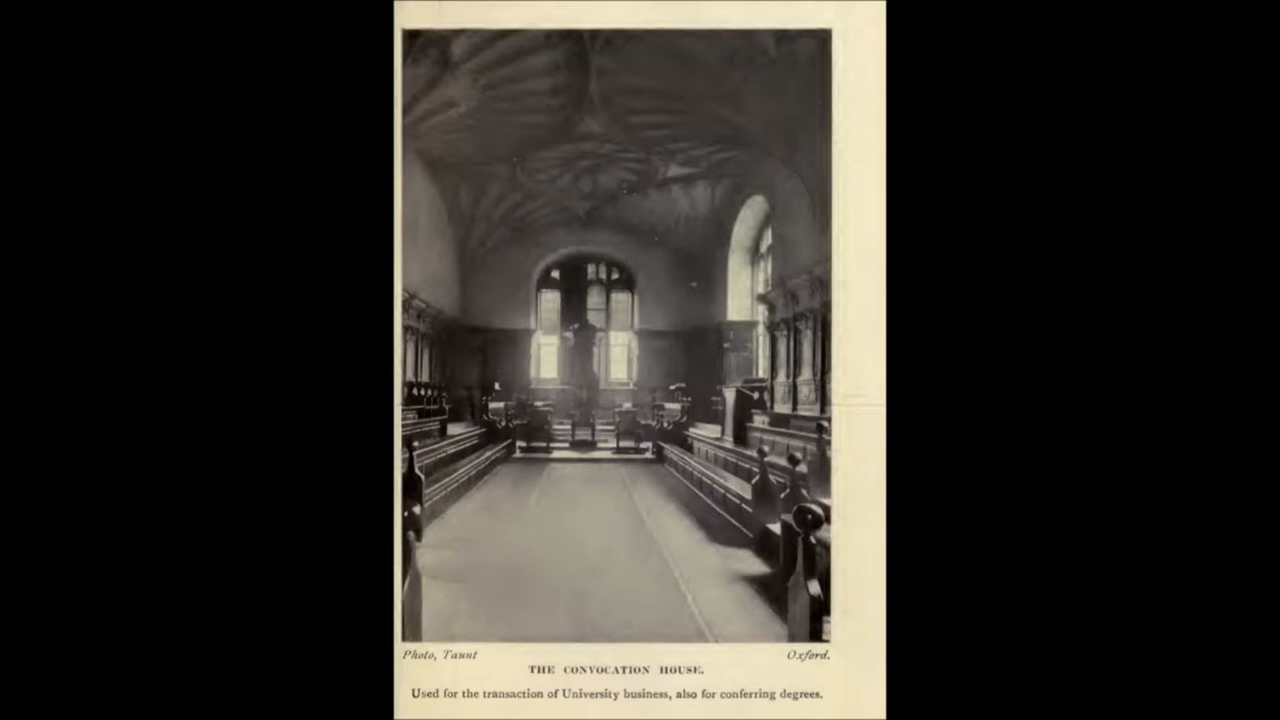 Photo, Taunt Oxford.
THE CONVOCATION HOUSE.
Used for the transaction of University business, also for conferring degrees.